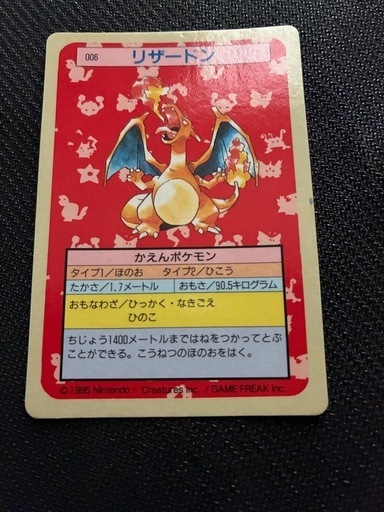 006
リザードン
かえんポケモン
タイプ1/ほのお タイプ2/ひこう
たかさ/1.7メートル おもさ/90.5キログラム
おもなわざ/ひっかく・なきごえ
ひのこ
ちじょう1400メートルまではねをつかってとぶ
ことができる。こうねつのほのおをはく。
© 1995 Nintendo / Creatures inc. / GAME FREAK inc.